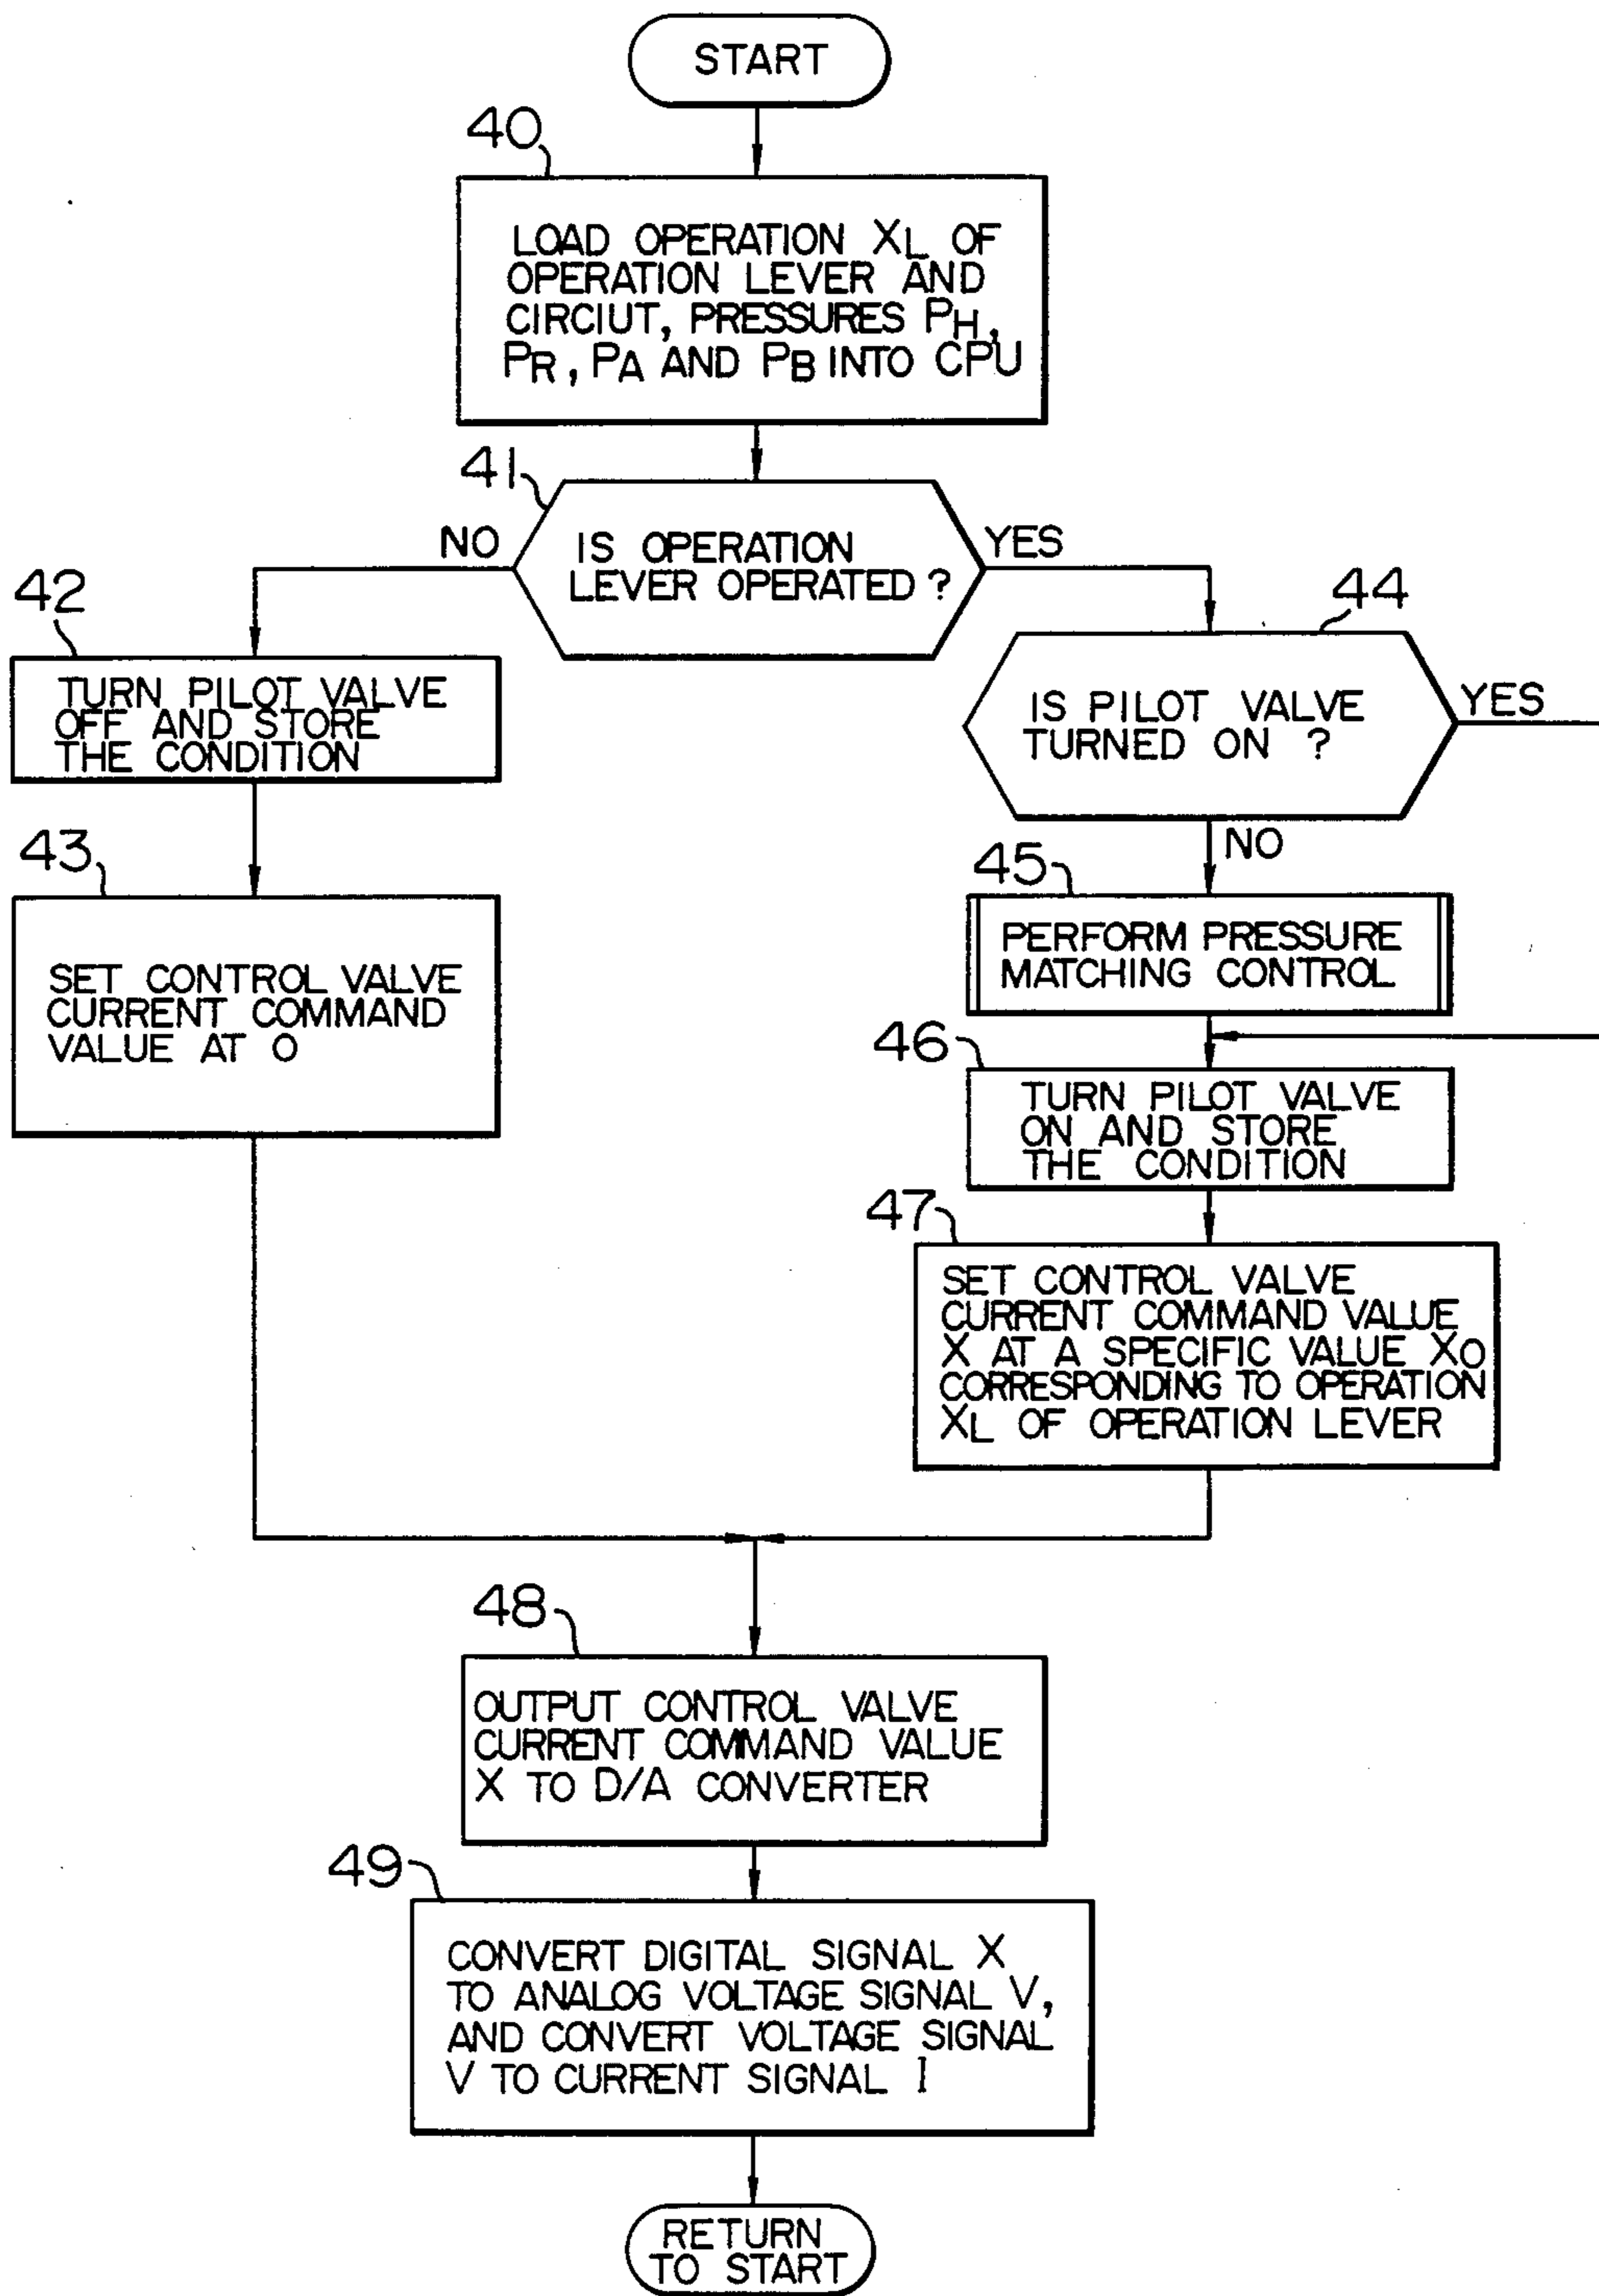 START
40
LOAD OPERATION XL OF
OPERATION LEVER AND
CIRCIUT, PRESSURES PH,
PR, PA AND PB INTO CPU
41
NO
IS OPERATION
LEVER OPERATED ?
YES
42
TURN PILOT VALVE
OFF AND STORE
THE CONDITION
44
IS PILOT VALVE
TURNED ON ?
YES
NO
43
SET CONTROL VALVE
CURRENT COMMAND
VALUE AT 0
45
PERFORM PRESSURE
MATCHING CONTROL
46
TURN PILOT VALVE
ON AND STORE
THE CONDITION
47
SET CONTROL VALVE
CURRENT COMMAND VALUE
X AT A SPECIFIC VALUE XO
CORRESPONDING TO OPERATION
XL OF OPERATION LEVER
48
OUTPUT CONTROL VALVE
CURRENT COMMAND VALUE
X TO D/A CONVERTER
49
CONVERT DIGITAL SIGNAL X
TO ANALOG VOLTAGE SIGNAL V,
AND CONVERT VOLTAGE SIGNAL
V TO CURRENT SIGNAL I
RETURN
TO START